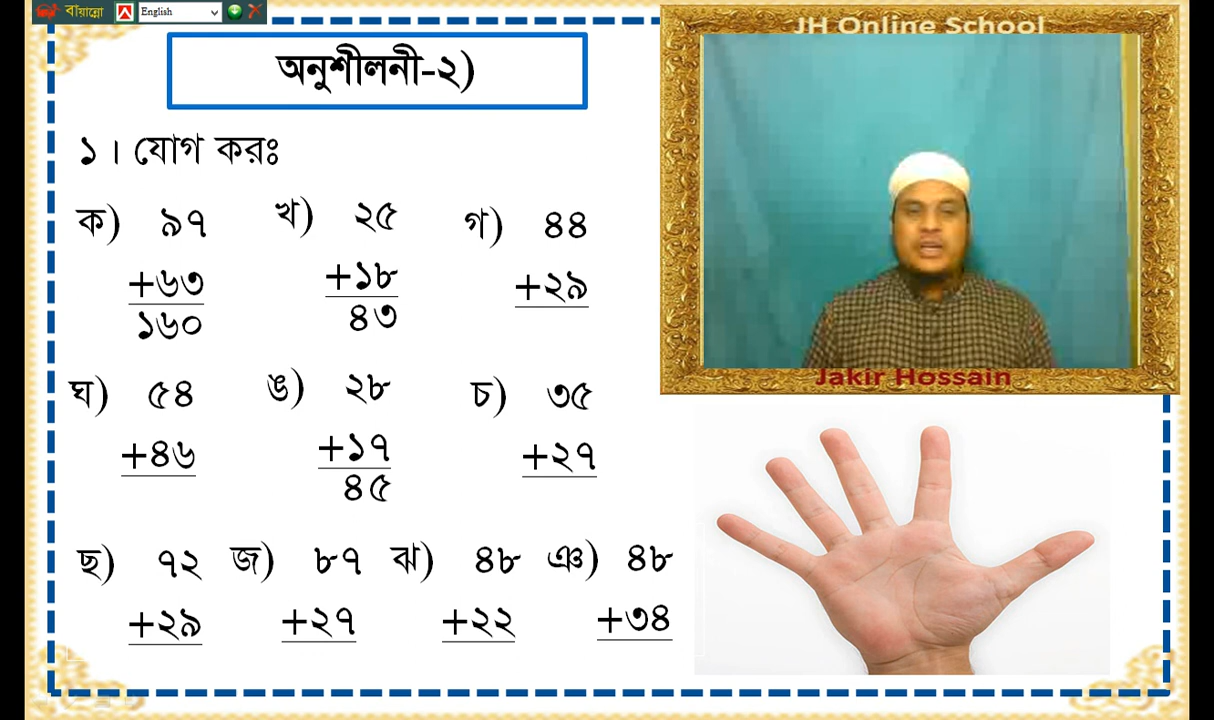 বায়ান্নো English
JH Online School
অনুশীলনী-২)
১। যোগ করঃ
ক) ৯৭ খ) ২৫ গ) ৪৪
+৬৩ +১৮ +২৯
১৬০ ৪৩
Jakir Hossain
ঘ) ৫৪ ঙ) ২৮ চ) ৩৫
+৪৬ +১৭ +২৭
৪৫
ছ) ৭২ জ) ৮৭ ঝ) ৪৮ ঞ) ৪৮
+২৯ +২৭ +২২ +৩৪